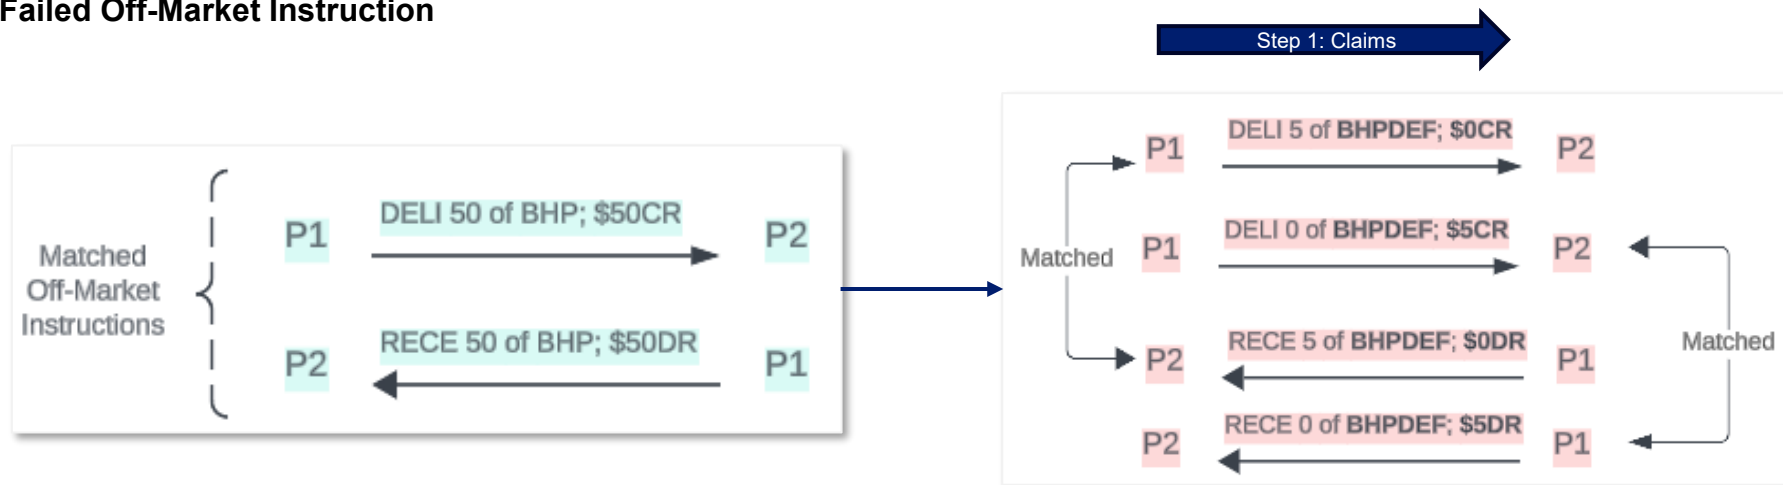 Failed Off-Market Instruction
Step 1: Claims
Matched
Off-Market
Instructions
P1
DELI 50 of BHP; $50CR
P2
P2
RECE 50 of BHP; $50DR
P1
Matched
P1
DELI 5 of BHPDEF; $0CR
P2
P1
DELI 0 of BHPDEF; $5CR
P2
P2
RECE 5 of BHPDEF; $0DR
P1
P2
RECE 0 of BHPDEF; $5DR
P1
Matched